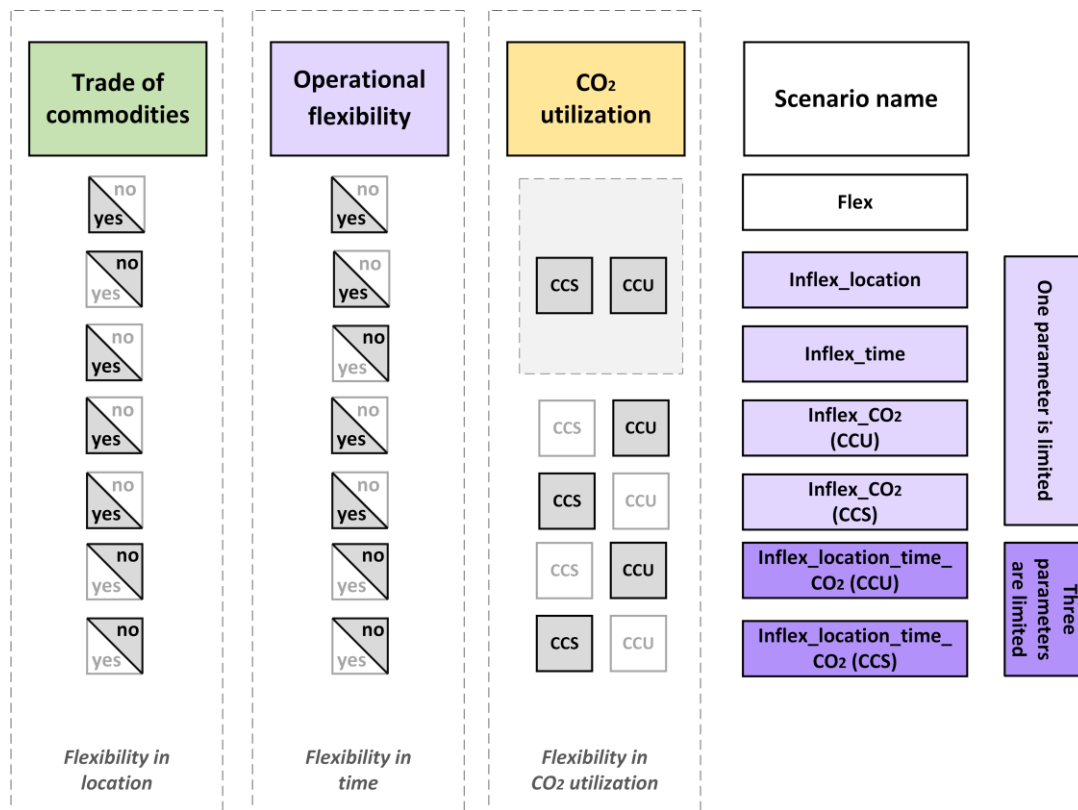 Trade of
commodities
Operational
flexibility
CO₂
utilization
Scenario name
no
yes
no
yes
Flex
no
yes
no
yes
CCS
CCU
Inflex_location
no
yes
no
yes
Inflex_time
no
yes
no
yes
CCS
CCU
Inflex_CO₂
(CCU)
no
yes
no
yes
CCS
CCU
Inflex_CO₂
(CCS)
One parameter is limited
no
yes
no
yes
CCS
CCU
Inflex_location_time_
CO₂ (CCU)
no
yes
no
yes
CCS
CCU
Inflex_location_time_
CO₂ (CCS)
Three
parameters
are limited
Flexibility in
location
Flexibility in
time
Flexibility in
CO₂ utilization